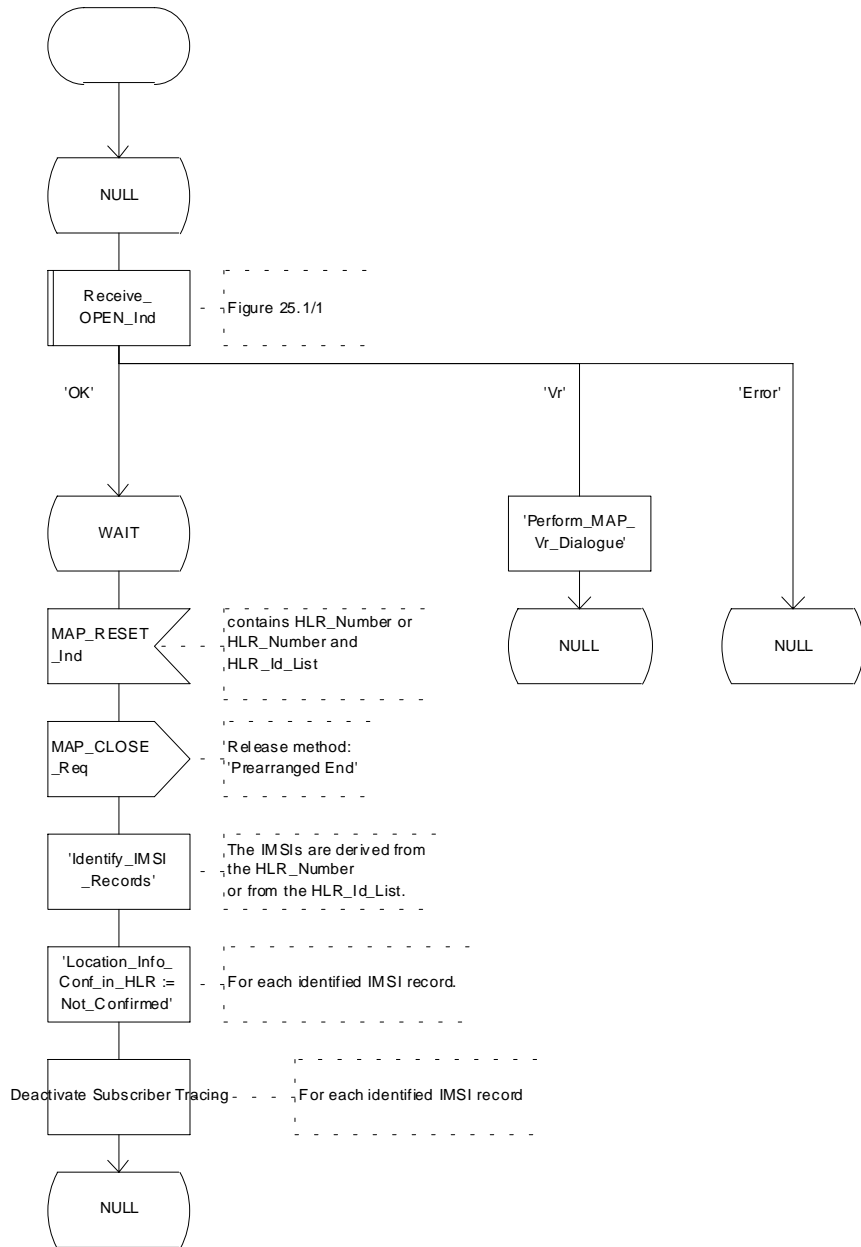 NULL
Receive_
OPEN_Ind
Figure 25.1/1
'OK'
'Vr'
'Error'
WAIT
'Perform_MAP_
Vr_Dialogue'
MAP_RESET
_Ind
contains HLR_Number or
HLR_Number and
HLR_Id_List
NULL
NULL
MAP_CLOSE
_Req
Release method:
'Prearranged End'
'Identify_IMSI
_Records'
The IMSIs are derived from
the HLR_Number
or from the HLR_Id_List.
'Location_Info_
Conf_in_HLR :=
Not_Confirmed'
For each identified IMSI record.
Deactivate Subscriber Tracing
For each identified IMSI record
NULL